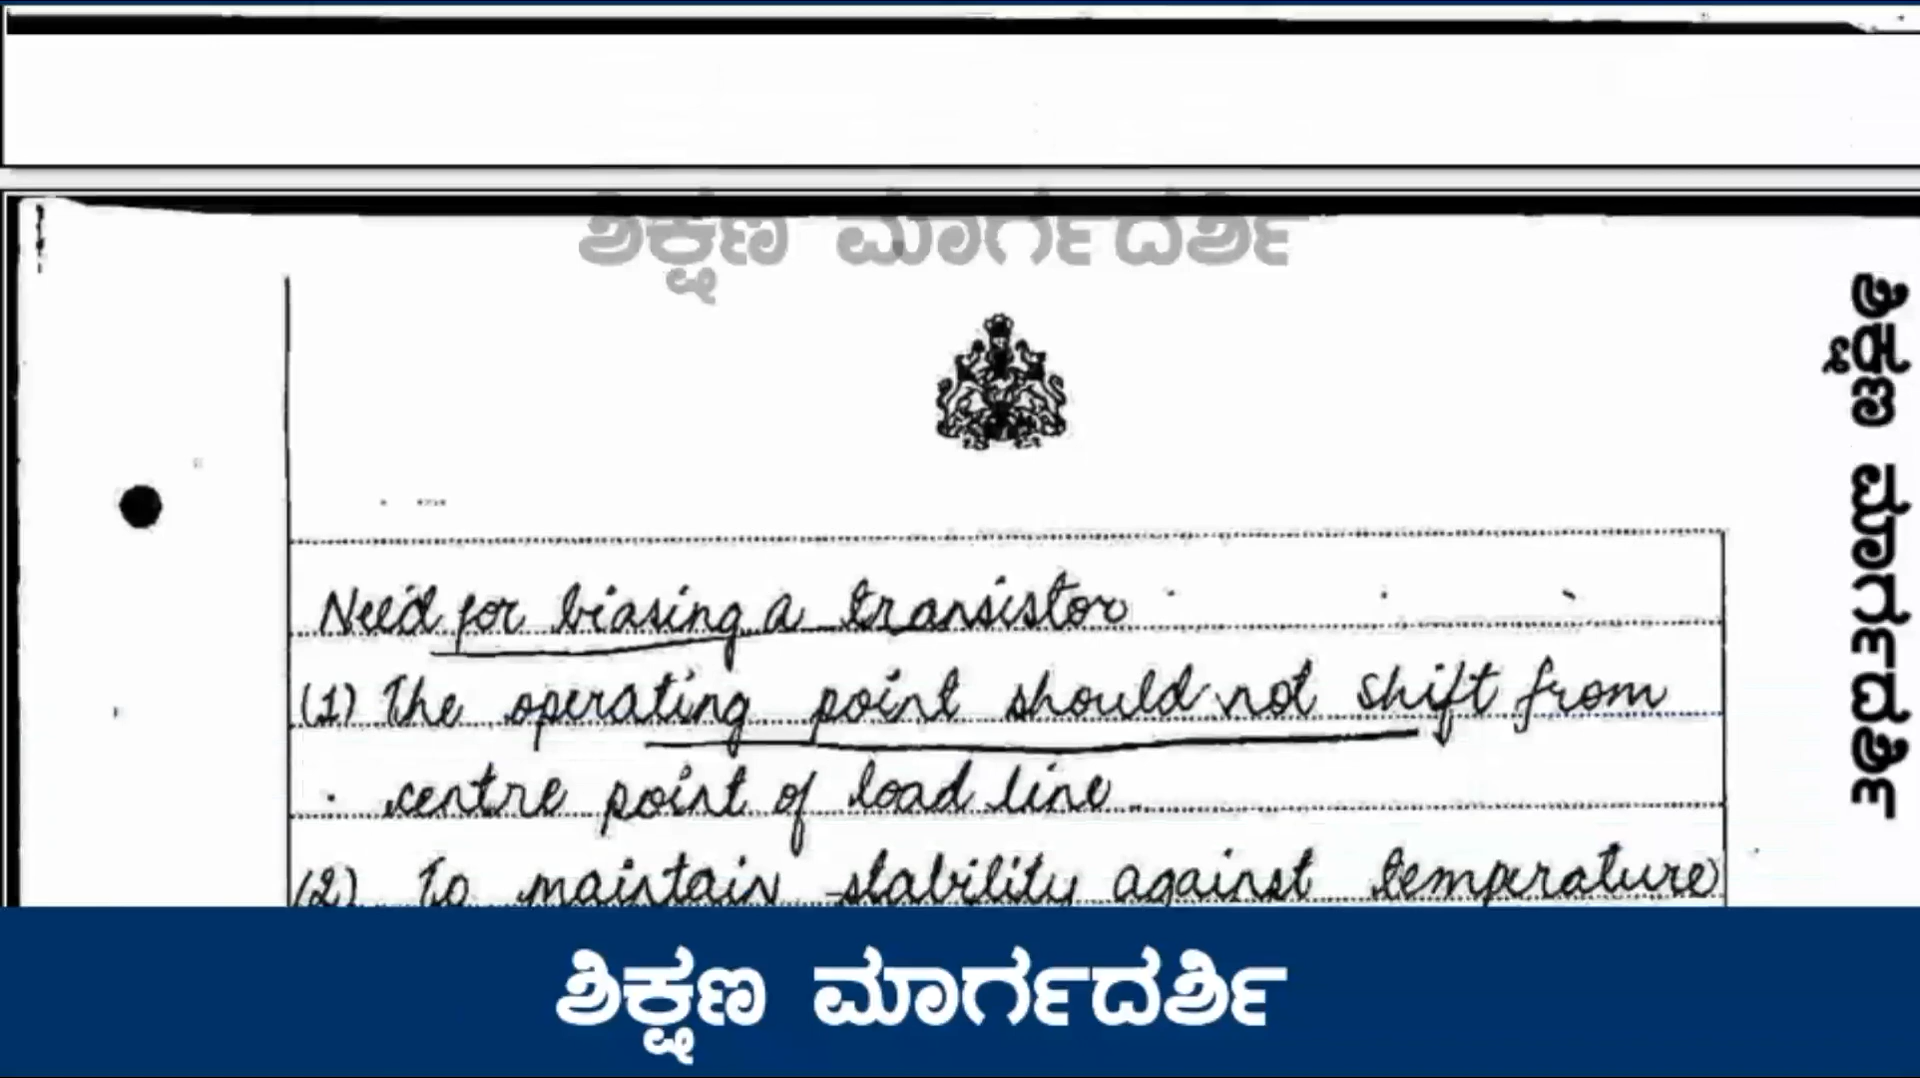 ಶಿಕ್ಷಣ ಮಾರ್ಗದರ್ಶಿ
Need for biasing a transistor
(1) The operating point should not shift from
centre point of load line
(2) To maintain stability against temperature
ಶಿಕ್ಷಣ ಮಾರ್ಗದರ್ಶಿ
ಶಿಕ್ಷಣ ಮಾರ್ಗದರ್ಶಿ